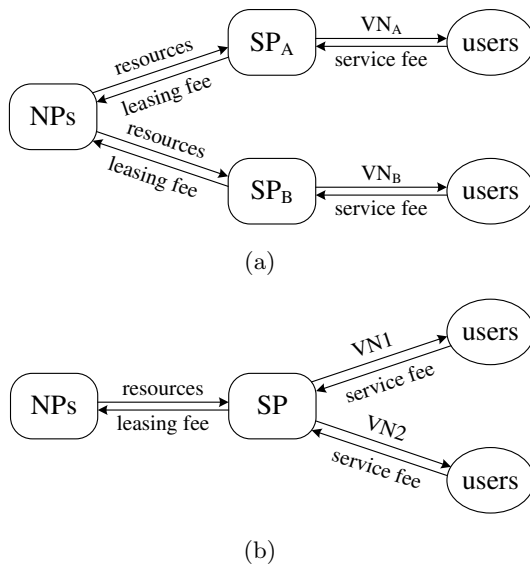 resources
leasing fee
SP_A
VN_A
service fee
users
NPs
resources
leasing fee
SP_B
VN_B
service fee
users
(a)
NPs
resources
leasing fee
SP
VN1
service fee
users
VN2
service fee
users
(b)